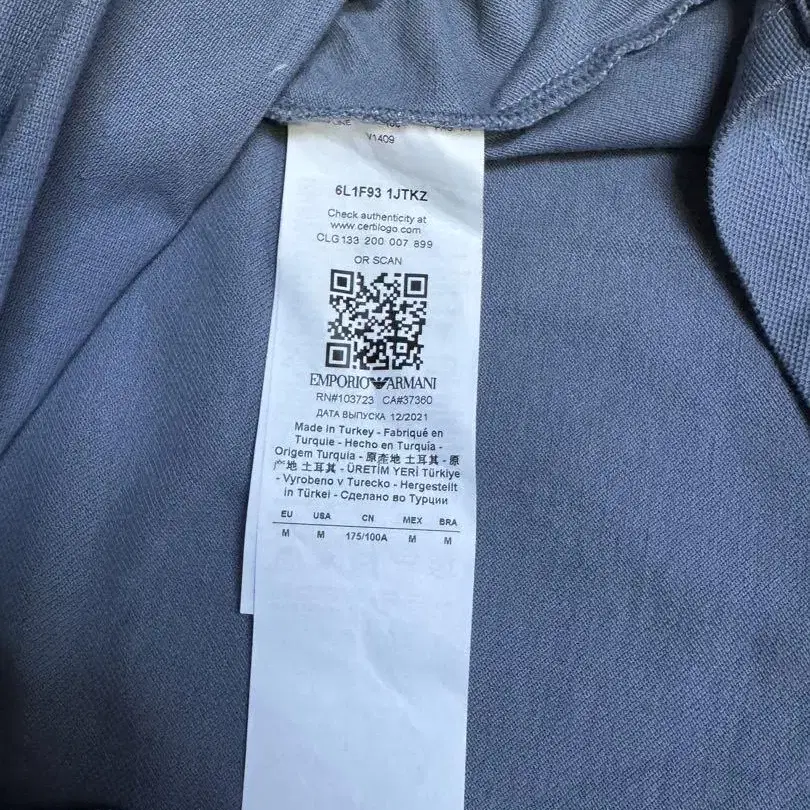 V1409
6L1F93 1JTKZ
Check authenticity at
www.certilogo.com
CLG 133 200 007 899
OR SCAN
EMPORIO ARMANI
RN#103723 CA#37360
ДАТА ВЫПУСКА 12/2021
Made in Turkey - Fabriqué en
Turquie - Hecho en Turquia -
Origem Turquia - 原產地 土耳其 - 原
地 土耳其 - ÜRETİM YERİ Türkiye
- Vyrobeno v Turecko - Hergestellt
in Türkei - Сделано во Турции
EU USA CN MEX BRA
M M 175/100A M M